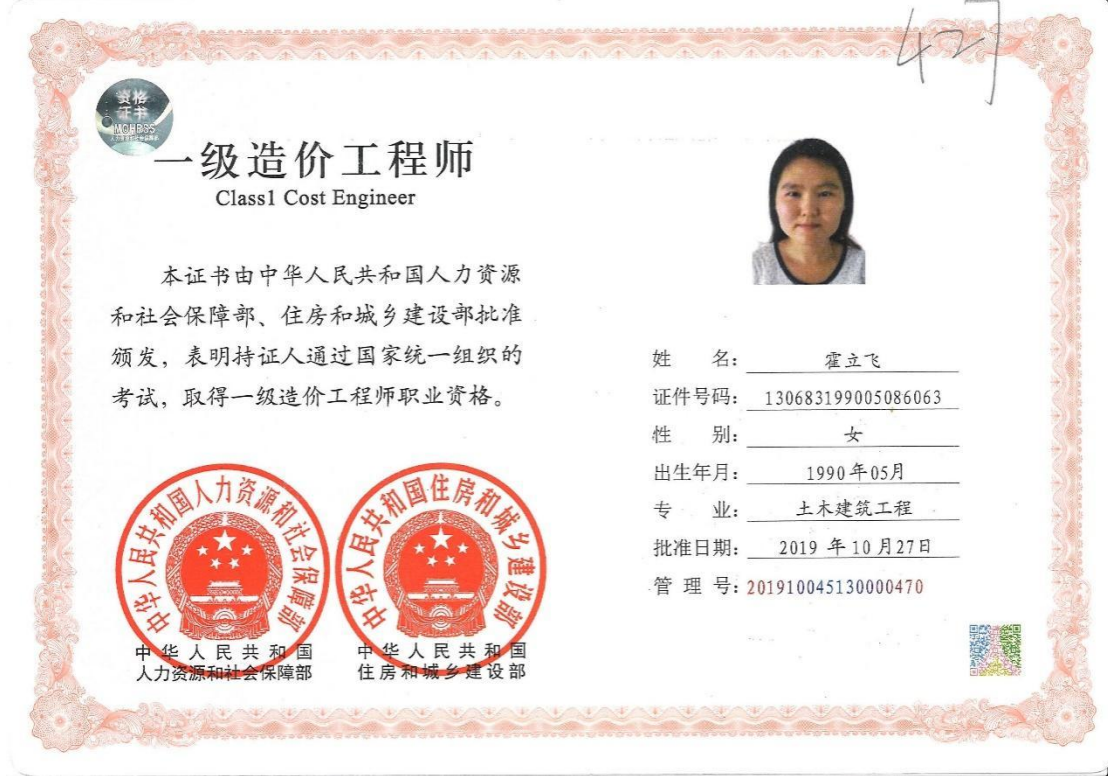 427
资格
证书
MOHRSS
一级造价工程师
Class1 Cost Engineer
本证书由中华人民共和国人力资源
和社会保障部、住房和城乡建设部批准
颁发，表明持证人通过国家统一组织的
考试，取得一级造价工程师职业资格。
姓 名：霍立飞
证件号码：130683199005086063
性 别：女
出生年月：1990年05月
专 业：土木建筑工程
批准日期：2019 年 10 月27日
管 理 号：201910045130000470
中华人民共和国人力资源和社会保障部
中华人民共和国住房和城乡建设部
中华人民共和国
人力资源和社会保障部
中华人民共和国
住房和城乡建设部